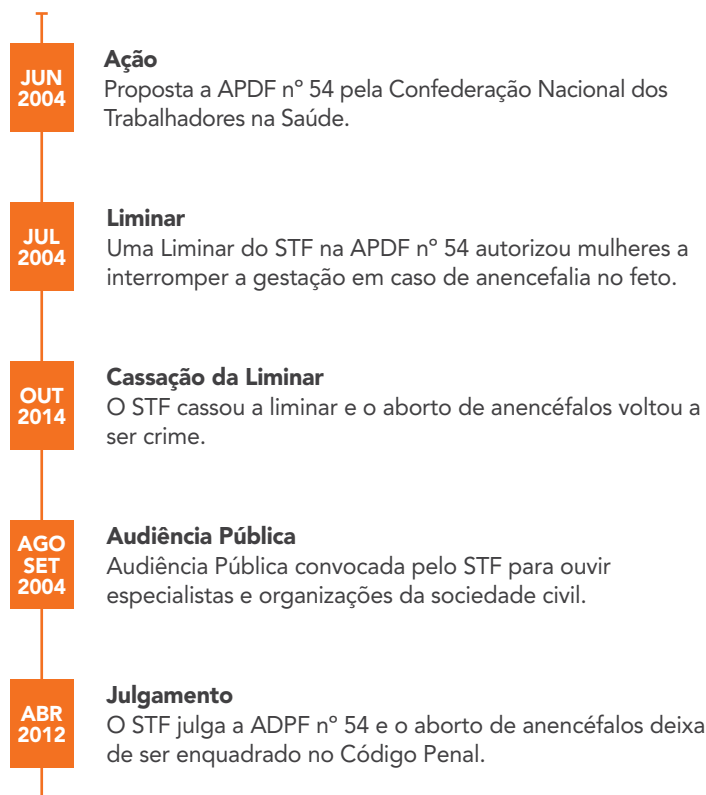 JUN
2004
Ação
Proposta a APDF nº 54 pela Confederação Nacional dos
Trabalhadores na Saúde.
JUL
2004
Liminar
Uma Liminar do STF na APDF nº 54 autorizou mulheres a
interromper a gestação em caso de anencefalia no feto.
OUT
2014
Cassação da Liminar
O STF cassou a liminar e o aborto de anencéfalos voltou a
ser crime.
AGO
SET
2004
Audiência Pública
Audiência Pública convocada pelo STF para ouvir
especialistas e organizações da sociedade civil.
ABR
2012
Julgamento
O STF julga a ADPF nº 54 e o aborto de anencéfalos deixa
de ser enquadrado no Código Penal.